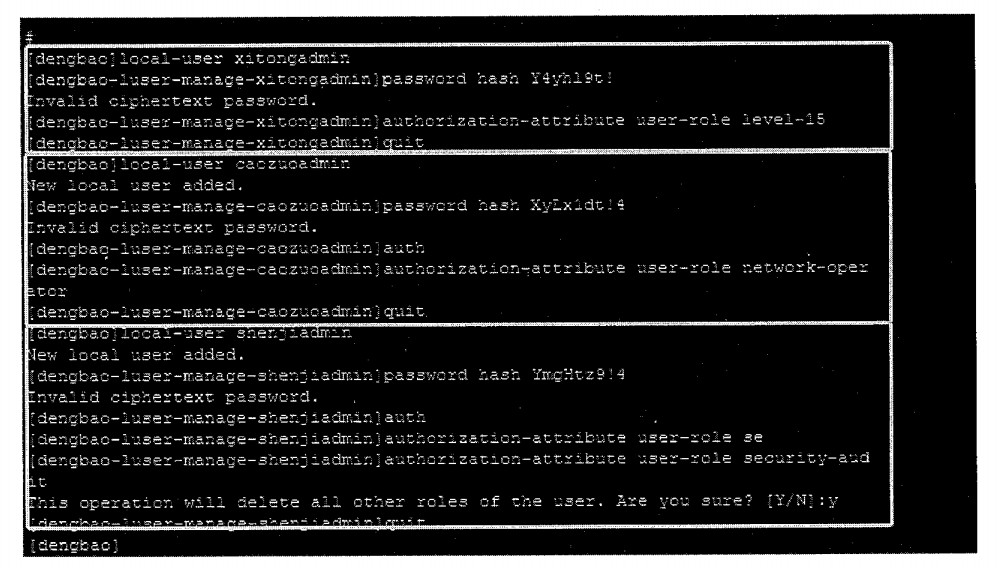 #
[dengbao]local-user xitongadmin
[dengbao-luser-manage-xitongadmin]password hash Y4yhl9t!
Invalid ciphertext password.
[dengbao-luser-manage-xitongadmin]authorization-attribute user-role level-15
[dengbao-luser-manage-xitongadmin]quit
[dengbao]local-user caozuoadmin
New local user added.
[dengbao-luser-manage-caozuoadmin]password hash XyLx1dt!4
Invalid ciphertext password.
[dengbao-luser-manage-caozuoadmin]auth
[dengbao-luser-manage-caozuoadmin]authorization-attribute user-role network-oper
ator
[dengbao-luser-manage-caozuoadmin]quit
[dengbao]local-user shenjiadmin
New local user added.
[dengbao-luser-manage-shenjiadmin]password hash YmgHtz9!4
Invalid ciphertext password.
[dengbao-luser-manage-shenjiadmin]auth
[dengbao-luser-manage-shenjiadmin]authorization-attribute user-role se
[dengbao-luser-manage-shenjiadmin]authorization-attribute user-role security-aud
it
This operation will delete all other roles of the user. Are you sure? [Y/N]:y
[dengbao-luser-manage-shenjiadmin]quit
[dengbao]